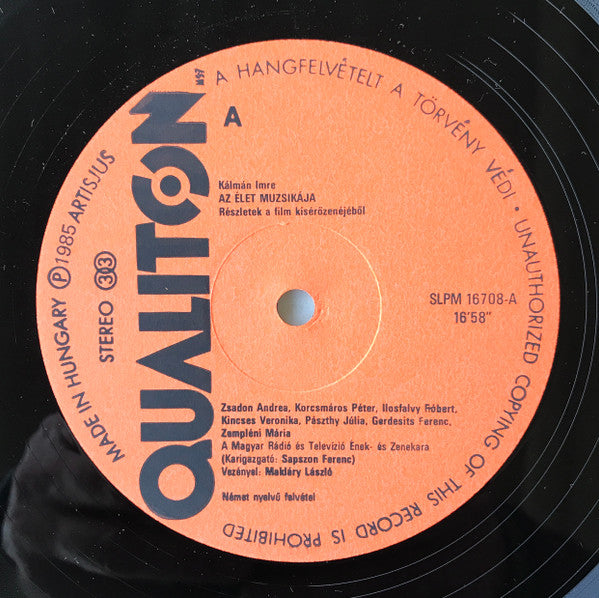 A HANGFELVÉTELT A TÖRVÉNY VÉDI • UNAUTHORIZED COPYING OF THIS RECORD IS PROHIBITED
MADE IN HUNGARY Ⓟ 1985 ARTISJUS
STEREO 33
QUALITON
A
Kálmán Imre
AZ ÉLET MUZSIKÁJA
Részletek a film kisérőzenéjéből
SLPM 16708-A
16'58"
Zsadon Andrea, Korcsmáros Péter, Ilosfalvy Róbert,
Kincses Veronika, Pászthy Júlia, Gerdesits Ferenc,
Zempléni Mária
A Magyar Rádió és Televízió Ének- és Zenekara
(Karigazgató: Sapszon Ferenc)
Vezényel: Makláry László
Német nyelvű felvétel